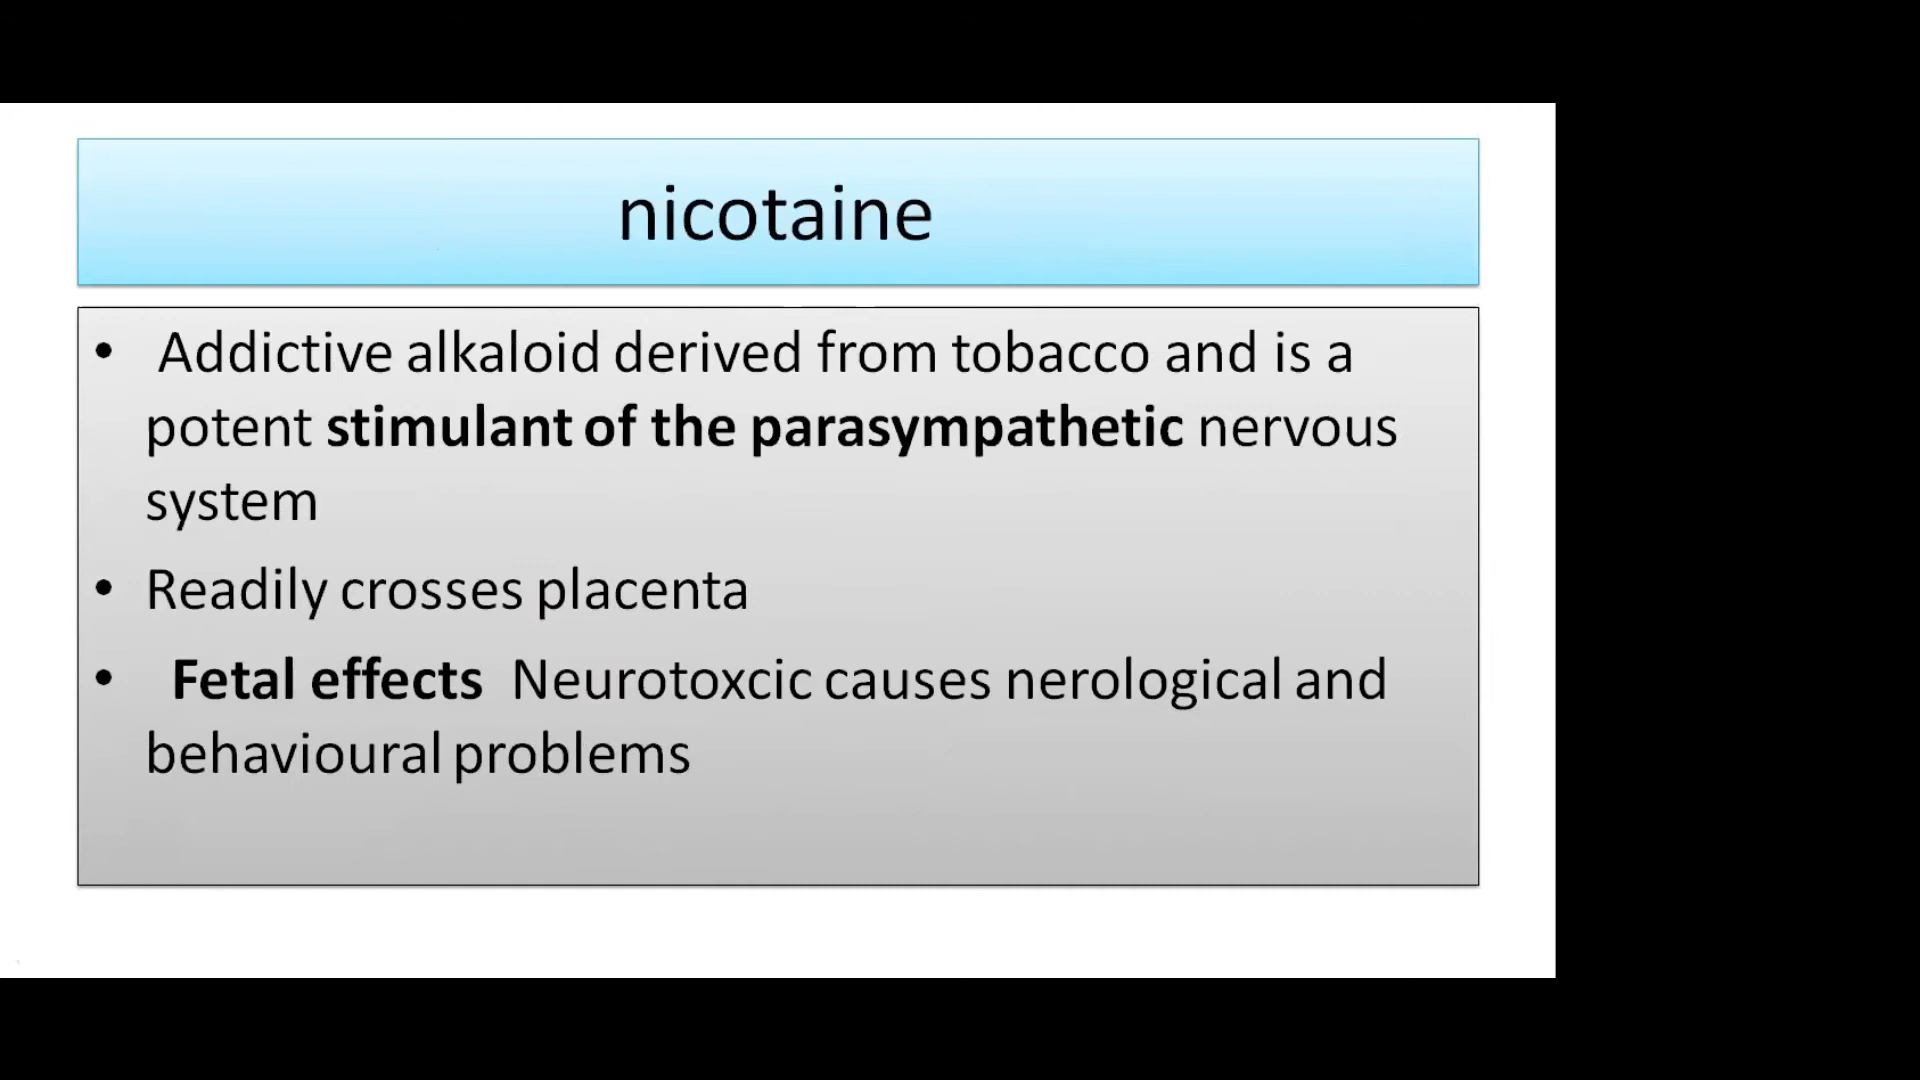 nicotaine
• Addictive alkaloid derived from tobacco and is a
potent stimulant of the parasympathetic nervous
system
• Readily crosses placenta
• Fetal effects Neurotoxcic causes nerological and
behavioural problems